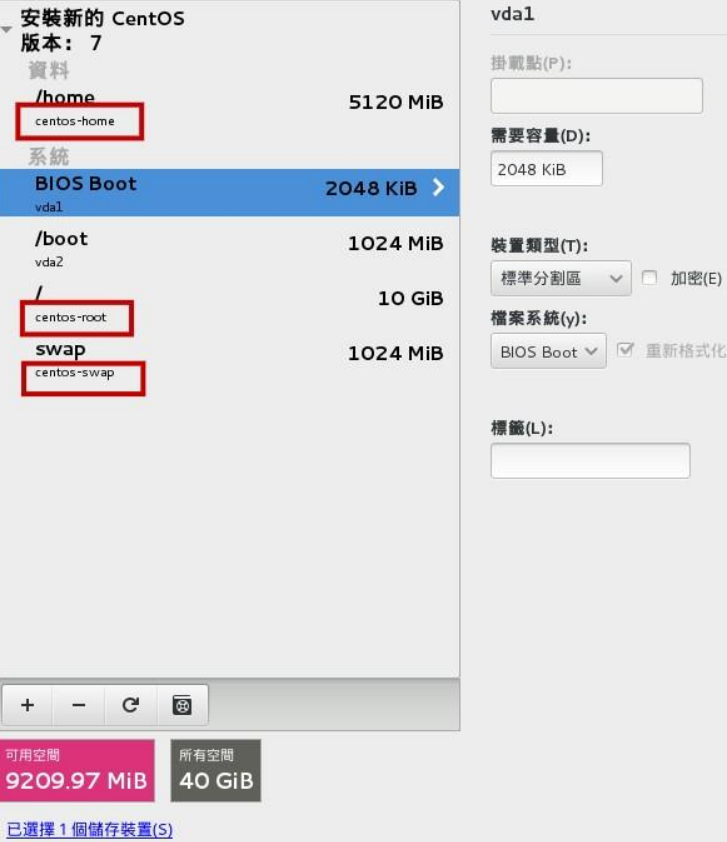 安裝新的 CentOS
版本： 7
資料
/home
5120 MiB
centos-home
系統
BIOS Boot
2048 KiB
vda1
/boot
1024 MiB
vda2
/
10 GiB
centos-root
swap
1024 MiB
centos-swap
+ −
可用空間
9209.97 MiB
所有空間
40 GiB
已選擇 1 個儲存裝置(S)
vda1
掛載點(P):
需要容量(D):
2048 KiB
裝置類型(T):
標準分割區
加密(E)
檔案系統(y):
BIOS Boot
重新格式化
標籤(L):